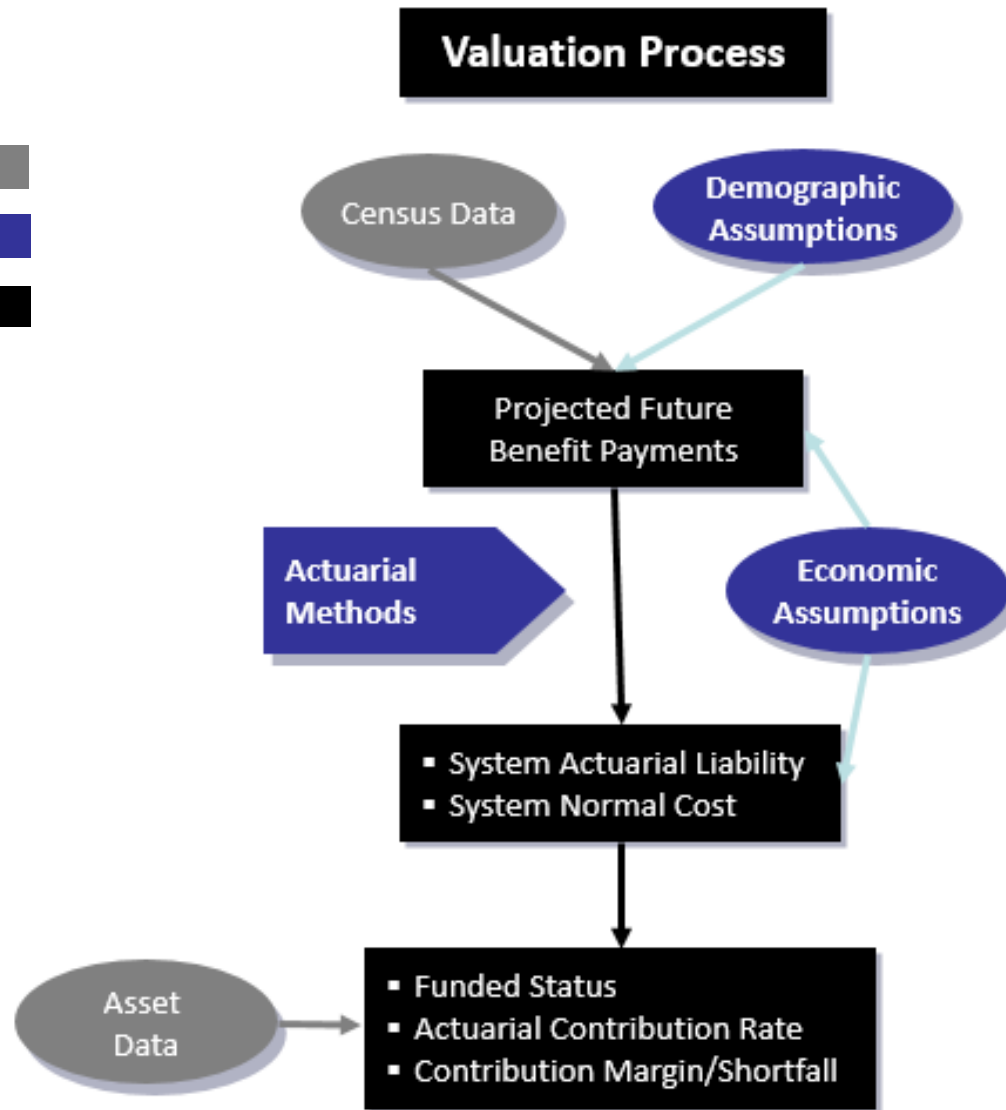 Valuation Process
Census Data
Demographic
Assumptions
Projected Future
Benefit Payments
Actuarial
Methods
Economic
Assumptions
▪ System Actuarial Liability
▪ System Normal Cost
Asset
Data
▪ Funded Status
▪ Actuarial Contribution Rate
▪ Contribution Margin/Shortfall